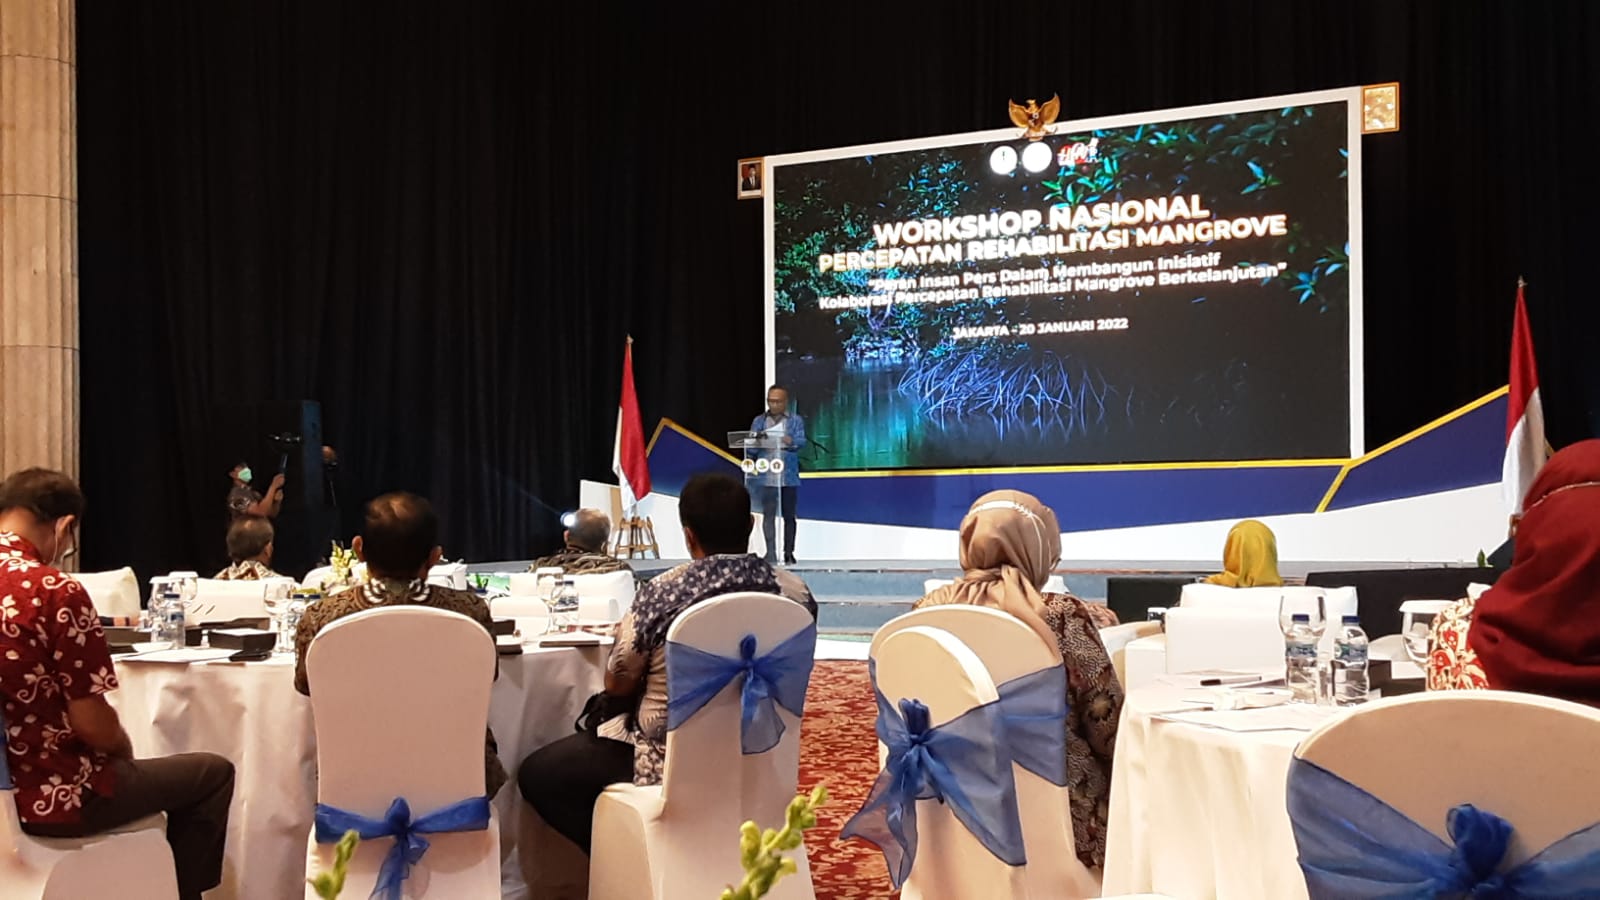 WORKSHOP NASIONAL
PERCEPATAN REHABILITASI MANGROVE
"Peran Insan Pers Dalam Membangun Inisiatif
Kolaborasi Percepatan Rehabilitasi Mangrove Berkelanjutan"
JAKARTA - 20 JANUARI 2022